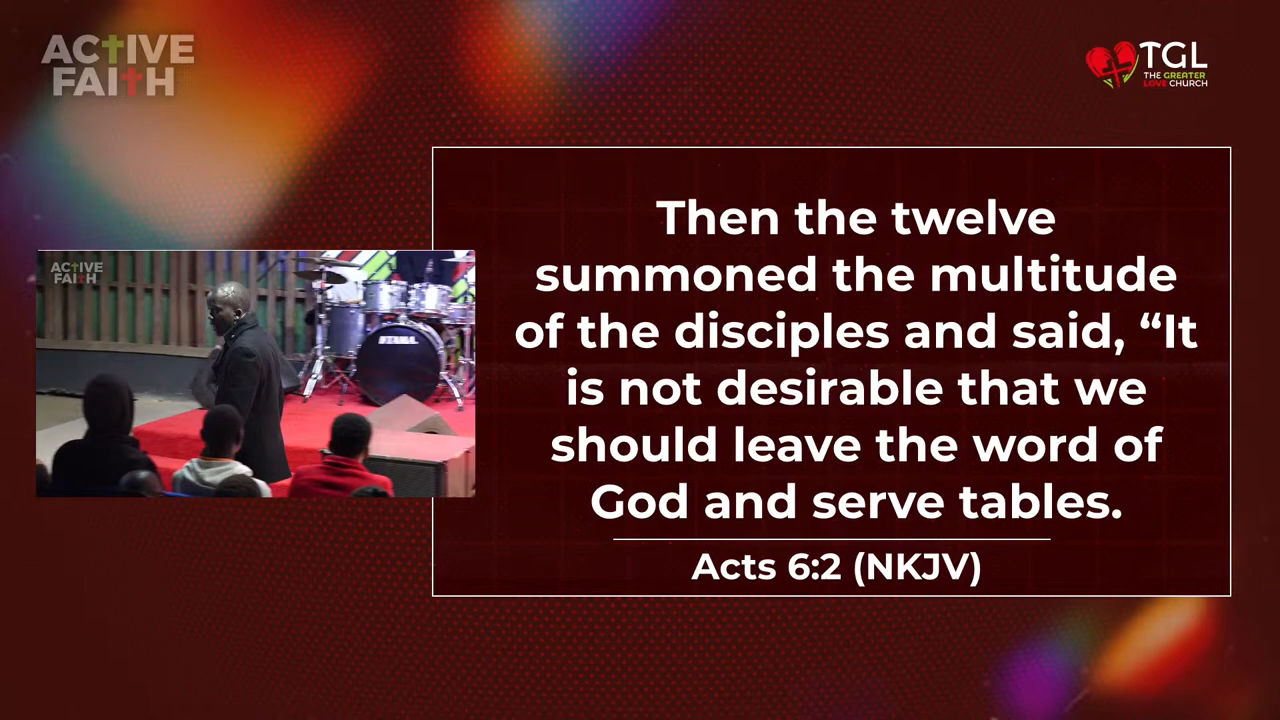 ACTIVE
FAITH
TGL
THE GREATER
LOVE CHURCH
Then the twelve
summoned the multitude
of the disciples and said, “It
is not desirable that we
should leave the word of
God and serve tables.
Acts 6:2 (NKJV)
ACTIVE
FAITH
TAMA